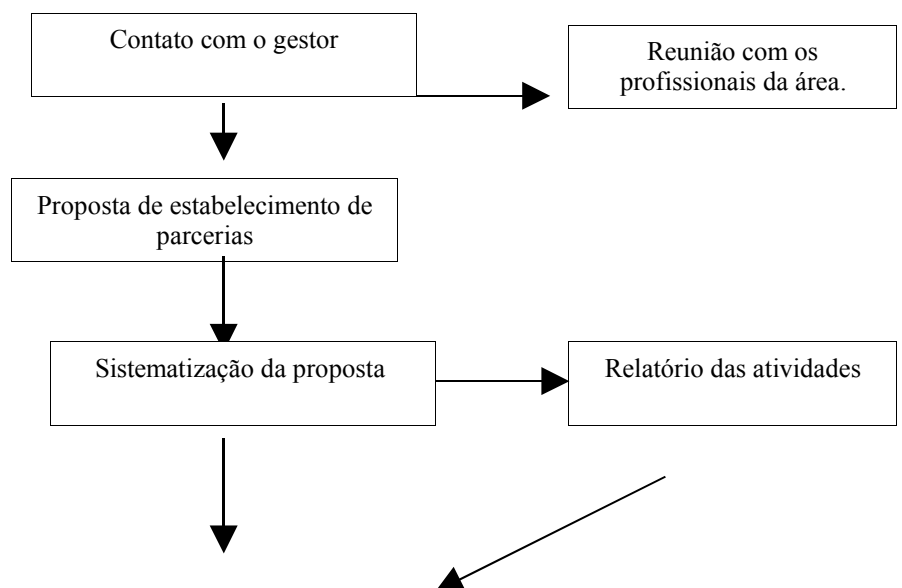 Contato com o gestor
Reunião com os
profissionais da área.
Proposta de estabelecimento de
parcerias
Sistematização da proposta
Relatório das atividades